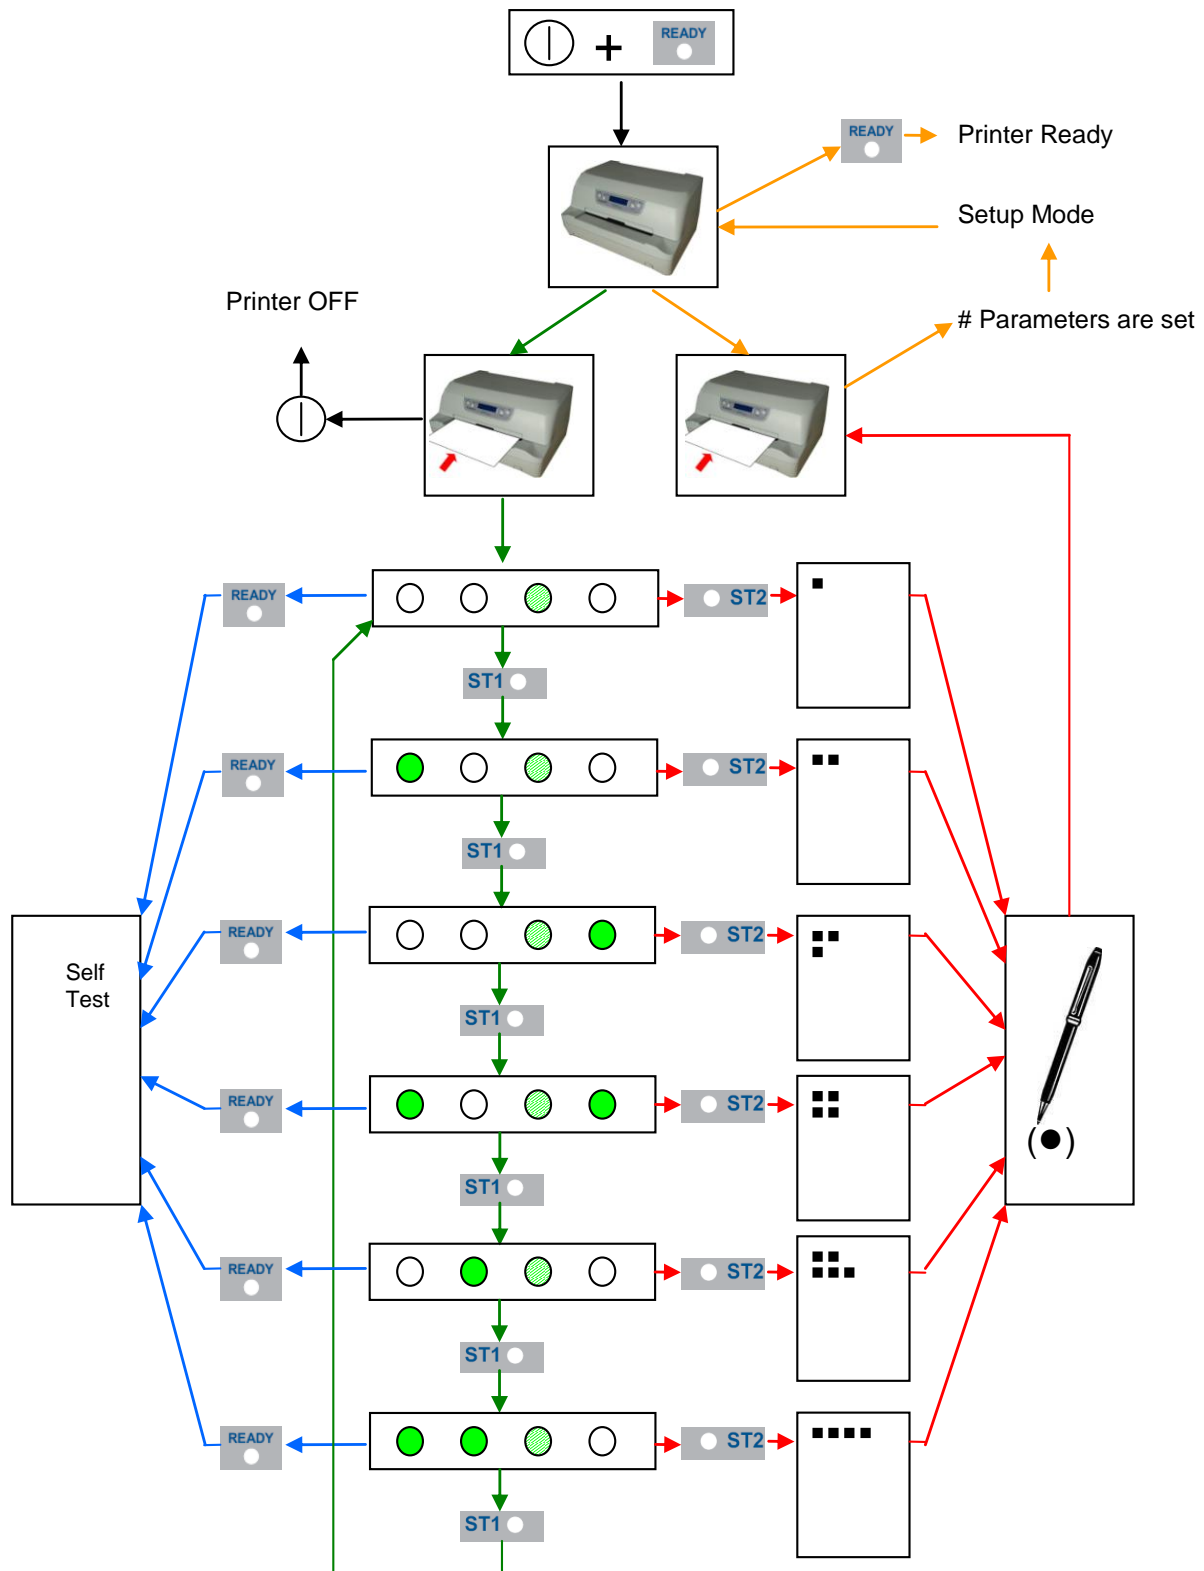 +
READY
READY
Printer Ready
Setup Mode
Printer OFF
# Parameters are set
READY
ST2
ST1
READY
ST2
ST1
READY
ST2
Self
Test
ST1
READY
ST2
(●)
ST1
READY
ST2
ST1
READY
ST2
ST1